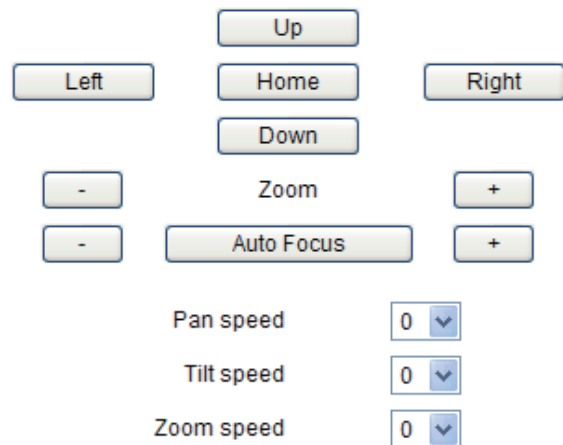 Up
Left Home Right
Down
- Zoom +
- Auto Focus +
Pan speed 0
Tilt speed 0
Zoom speed 0